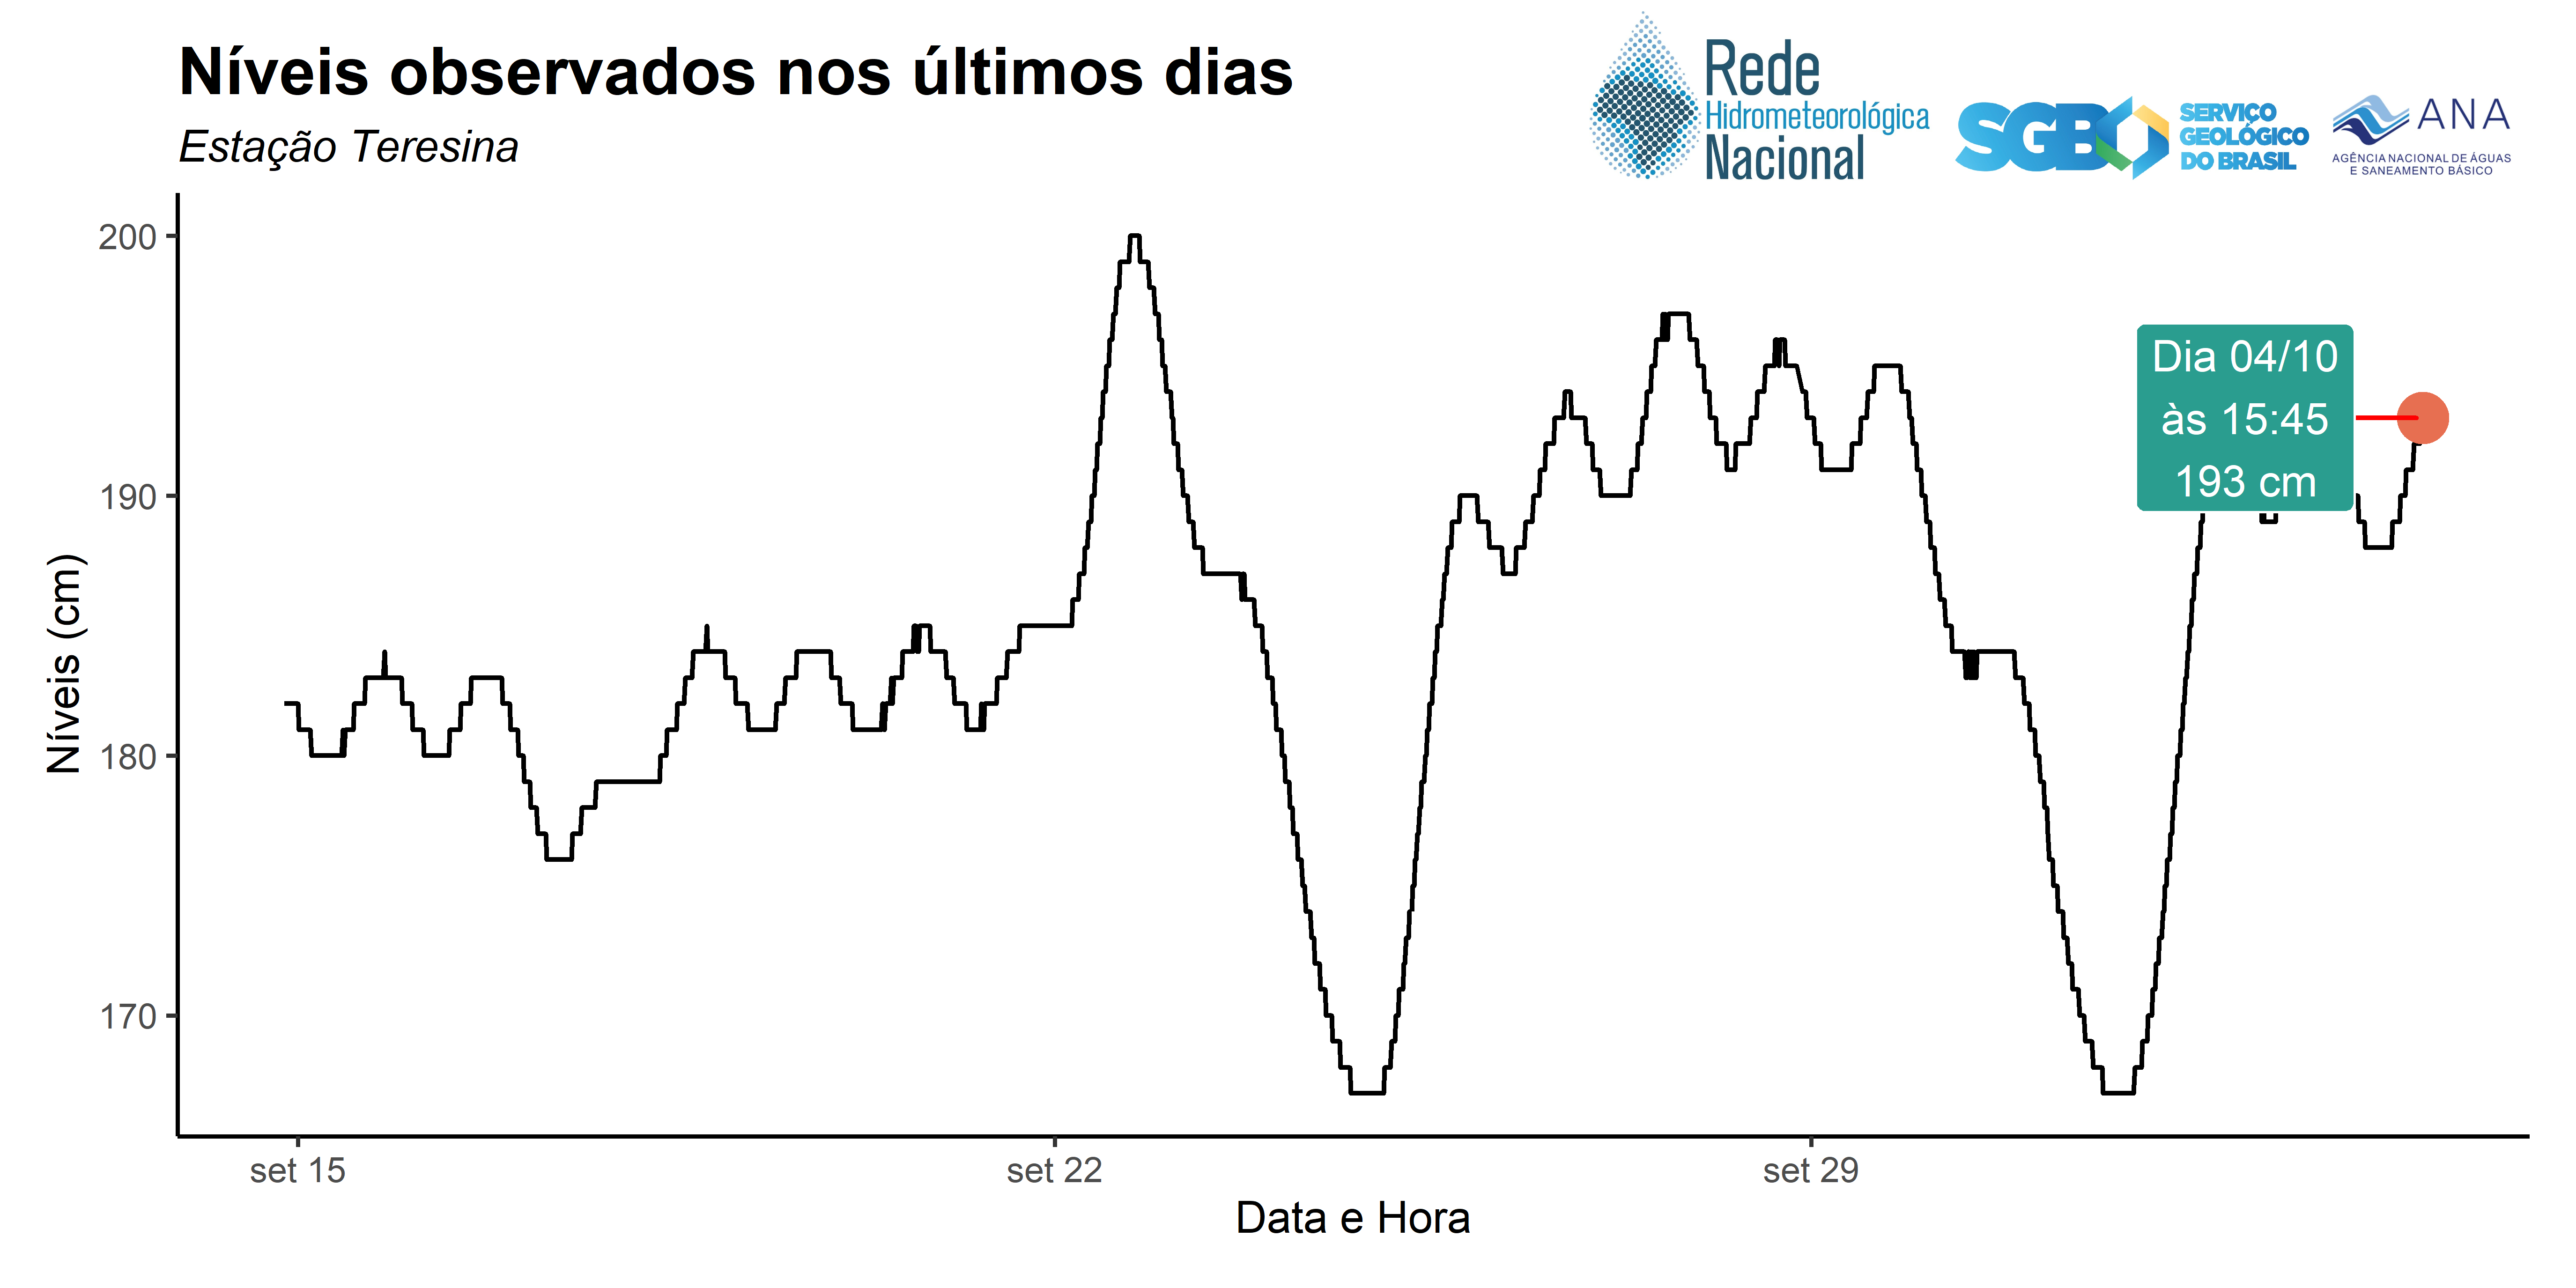 Níveis observados nos últimos dias
Estação Teresina
Rede
Hidrometeorológica
Nacional
SGB
SERVIÇO
GEOLÓGICO
DO BRASIL
ANA
AGÊNCIA NACIONAL DE ÁGUAS
E SANEAMENTO BÁSICO
Níveis (cm)
200
190
180
170
Dia 04/10
às 15:45
193 cm
set 15
set 22
set 29
Data e Hora